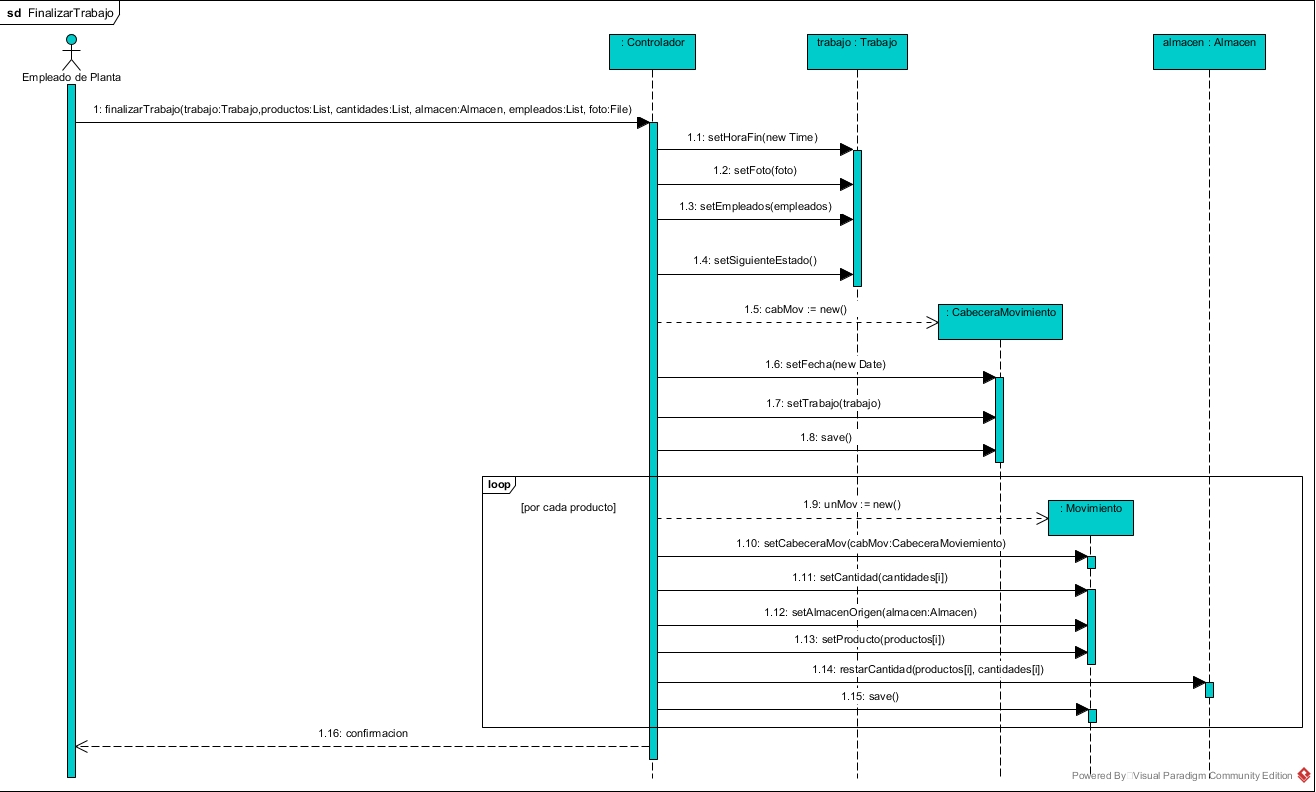 sd FinalizarTrabajo
: Controlador
trabajo : Trabajo
almacen : Almacen
Empleado de Planta
1: finalizarTrabajo(trabajo:Trabajo,productos:List, cantidades:List, almacen:Almacen, empleados:List, foto:File)
1.1: setHoraFin(new Time)
1.2: setFoto(foto)
1.3: setEmpleados(empleados)
1.4: setSiguienteEstado()
1.5: cabMov := new()
: CabeceraMovimiento
1.6: setFecha(new Date)
1.7: setTrabajo(trabajo)
1.8: save()
loop
[por cada producto]
1.9: unMov := new()
: Movimiento
1.10: setCabeceraMov(cabMov:CabeceraMoviemiento)
1.11: setCantidad(cantidades[i])
1.12: setAlmacenOrigen(almacen:Almacen)
1.13: setProducto(productos[i])
1.14: restarCantidad(productos[i], cantidades[i])
1.15: save()
1.16: confirmacion
Powered By Visual Paradigm Community Edition